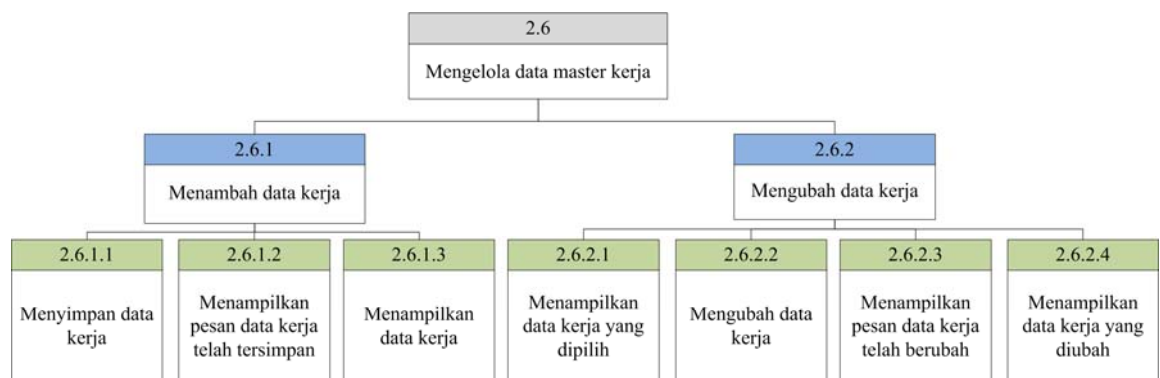 2.6
Mengelola data master kerja
2.6.1
Menambah data kerja
2.6.2
Mengubah data kerja
2.6.1.1
Menyimpan data
kerja
2.6.1.2
Menampilkan
pesan data kerja
telah tersimpan
2.6.1.3
Menampilkan
data kerja
2.6.2.1
Menampilkan
data kerja yang
dipilih
2.6.2.2
Mengubah data
kerja
2.6.2.3
Menampilkan
pesan data kerja
telah berubah
2.6.2.4
Menampilkan
data kerja yang
diubah